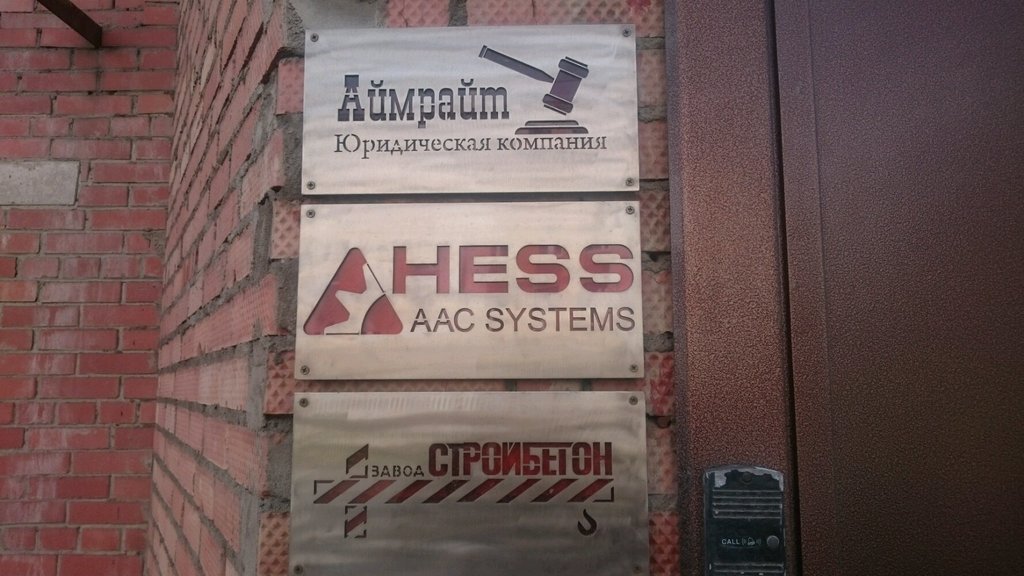 Аймрайт
Юридическая компания
HESS
AAC SYSTEMS
ЗАВОД СТРОЙБЕТОН
CALL